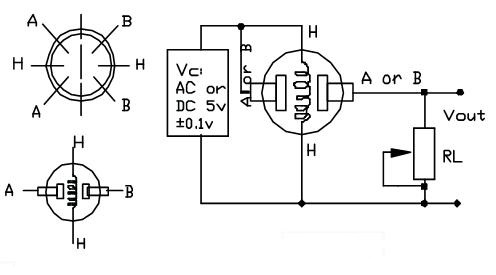 A B
H H
A B
H
A B
H
Vc:
AC or
DC 5v
±0.1v
A or B
H
H
A or B
Vout
RL